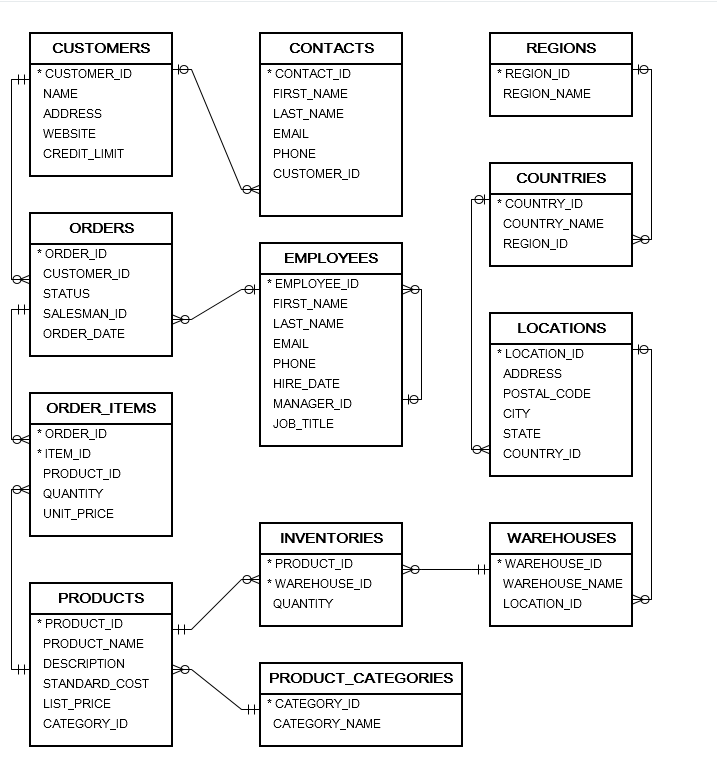 CUSTOMERS
* CUSTOMER_ID
NAME
ADDRESS
WEBSITE
CREDIT_LIMIT
CONTACTS
* CONTACT_ID
FIRST_NAME
LAST_NAME
EMAIL
PHONE
CUSTOMER_ID
REGIONS
* REGION_ID
REGION_NAME
COUNTRIES
* COUNTRY_ID
COUNTRY_NAME
REGION_ID
ORDERS
* ORDER_ID
CUSTOMER_ID
STATUS
SALESMAN_ID
ORDER_DATE
EMPLOYEES
* EMPLOYEE_ID
FIRST_NAME
LAST_NAME
EMAIL
PHONE
HIRE_DATE
MANAGER_ID
JOB_TITLE
LOCATIONS
* LOCATION_ID
ADDRESS
POSTAL_CODE
CITY
STATE
COUNTRY_ID
ORDER_ITEMS
* ORDER_ID
* ITEM_ID
PRODUCT_ID
QUANTITY
UNIT_PRICE
INVENTORIES
* PRODUCT_ID
* WAREHOUSE_ID
QUANTITY
WAREHOUSES
* WAREHOUSE_ID
WAREHOUSE_NAME
LOCATION_ID
PRODUCTS
* PRODUCT_ID
PRODUCT_NAME
DESCRIPTION
STANDARD_COST
LIST_PRICE
CATEGORY_ID
PRODUCT_CATEGORIES
* CATEGORY_ID
CATEGORY_NAME